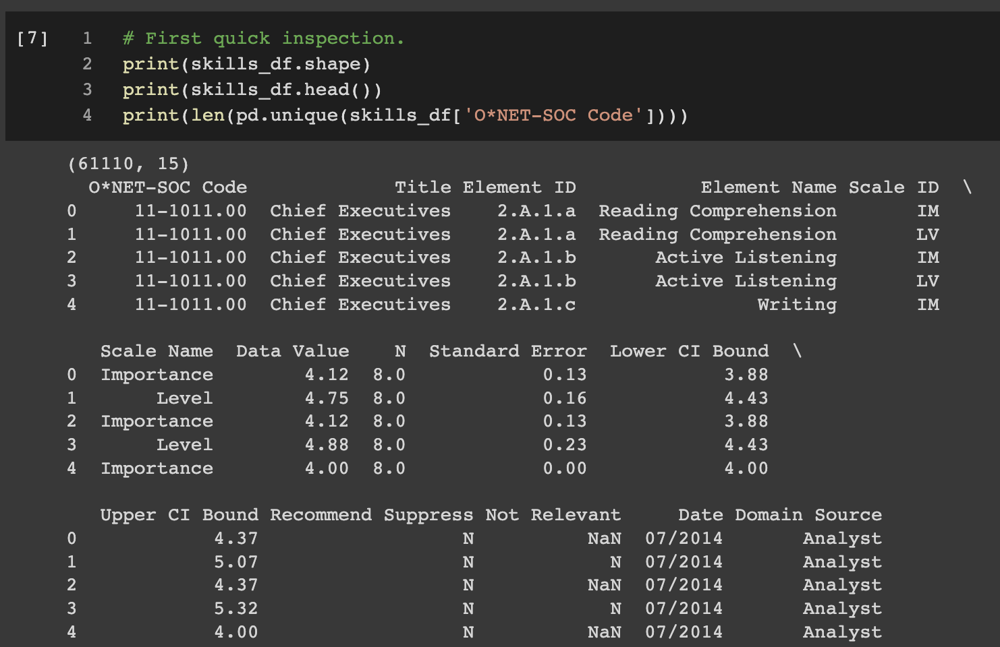 [7] 1 # First quick inspection.
2 print(skills_df.shape)
3 print(skills_df.head())
4 print(len(pd.unique(skills_df['O*NET-SOC Code'])))
(61110, 15)
O*NET-SOC Code Title Element ID Element Name Scale ID \
0 11-1011.00 Chief Executives 2.A.1.a Reading Comprehension IM
1 11-1011.00 Chief Executives 2.A.1.a Reading Comprehension LV
2 11-1011.00 Chief Executives 2.A.1.b Active Listening IM
3 11-1011.00 Chief Executives 2.A.1.b Active Listening LV
4 11-1011.00 Chief Executives 2.A.1.c Writing IM
Scale Name Data Value N Standard Error Lower CI Bound \
0 Importance 4.12 8.0 0.13 3.88
1 Level 4.75 8.0 0.16 4.43
2 Importance 4.12 8.0 0.13 3.88
3 Level 4.88 8.0 0.23 4.43
4 Importance 4.00 8.0 0.00 4.00
Upper CI Bound Recommend Suppress Not Relevant Date Domain Source
0 4.37 N NaN 07/2014 Analyst
1 5.07 N N 07/2014 Analyst
2 4.37 N NaN 07/2014 Analyst
3 5.32 N N 07/2014 Analyst
4 4.00 N NaN 07/2014 Analyst